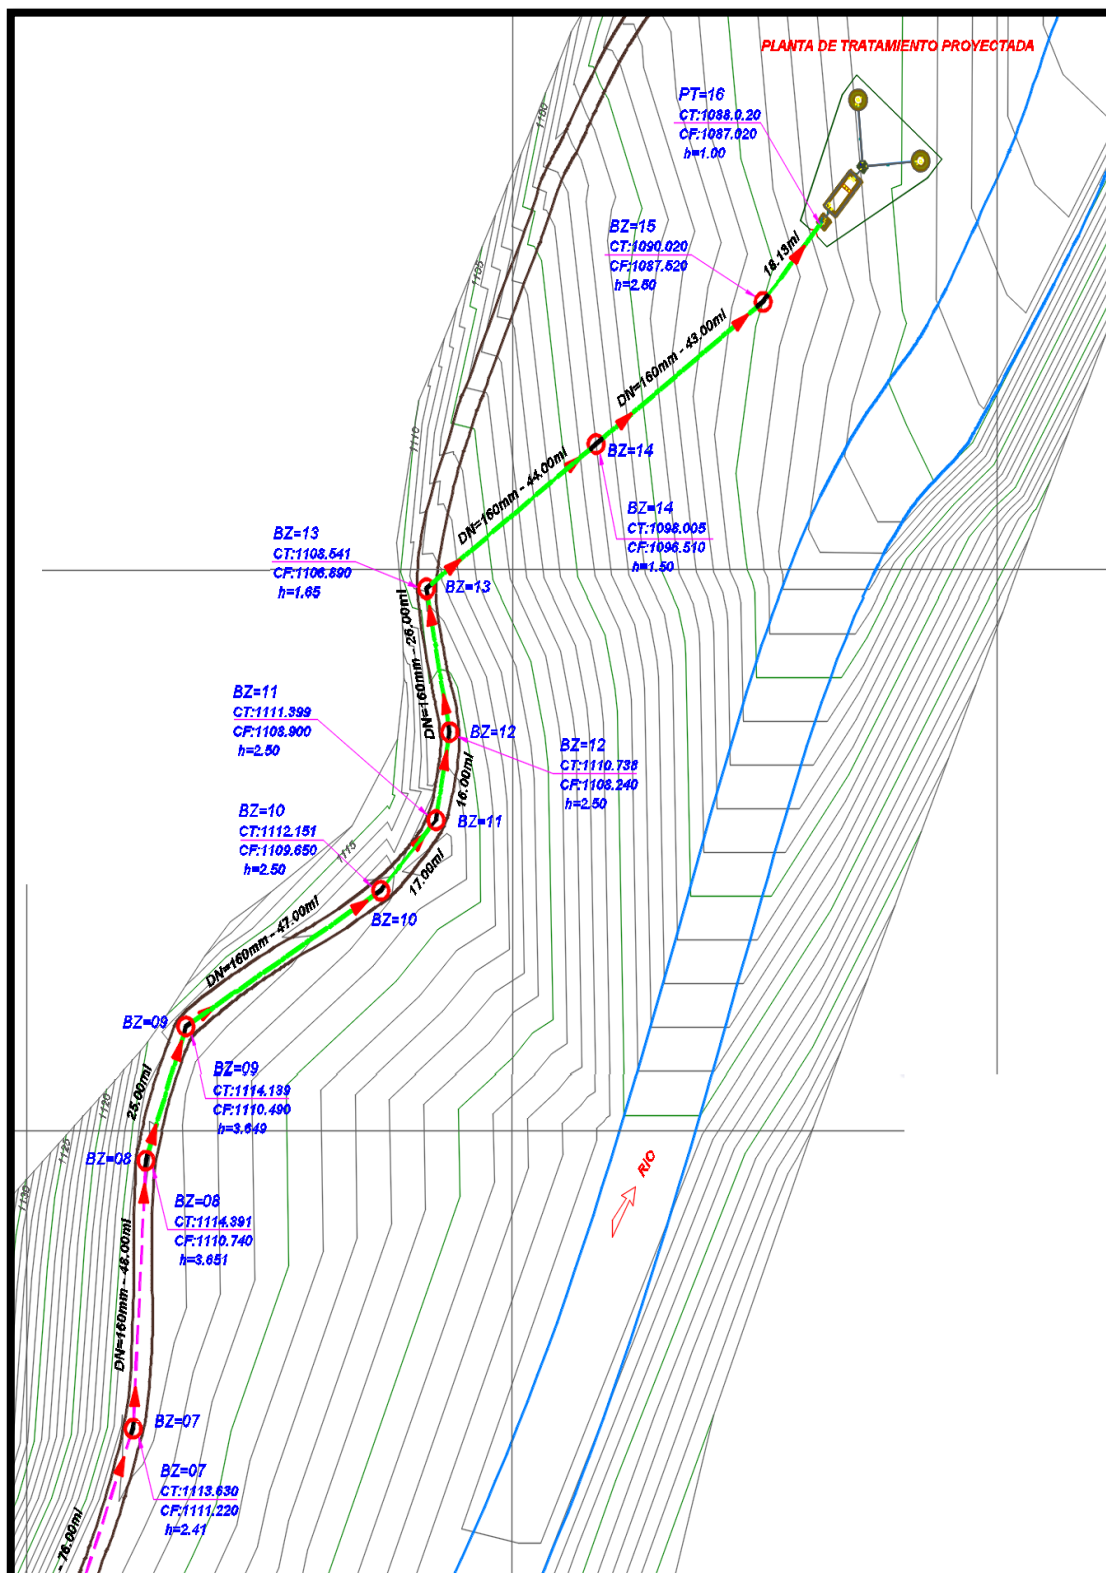 PLANTA DE TRATAMIENTO PROYECTADA
PT=16
CT:1088.0.20
CF:1087.020
h=1.00
1100
BZ=15
CT:1090.020
CF:1087.520
h=2.50
18.13ml
1105
DN=160mm - 43.00ml
1110
BZ=14
DN=160mm - 44.00ml
BZ=14
CT:1098.005
CF:1096.510
h=1.50
BZ=13
CT:1108.541
CF:1106.890
h=1.65
BZ=13
DN=160mm - 26.00ml
BZ=11
CT:1111.399
CF:1108.900
h=2.50
BZ=12
BZ=12
CT:1110.738
CF:1108.240
h=2.50
16.00ml
BZ=10
CT:1112.151
CF:1109.650
h=2.50
BZ=11
1115
17.00ml
BZ=10
DN=160mm - 47.00ml
BZ=09
BZ=09
CT:1114.139
CF:1110.490
h=3.649
25.00ml
1120
1125
1130
BZ=08
RIO
BZ=08
CT:1114.391
CF:1110.740
h=3.651
DN=160mm - 48.00ml
BZ=07
BZ=07
CT:1113.630
CF:1111.220
h=2.41
- 76.00ml